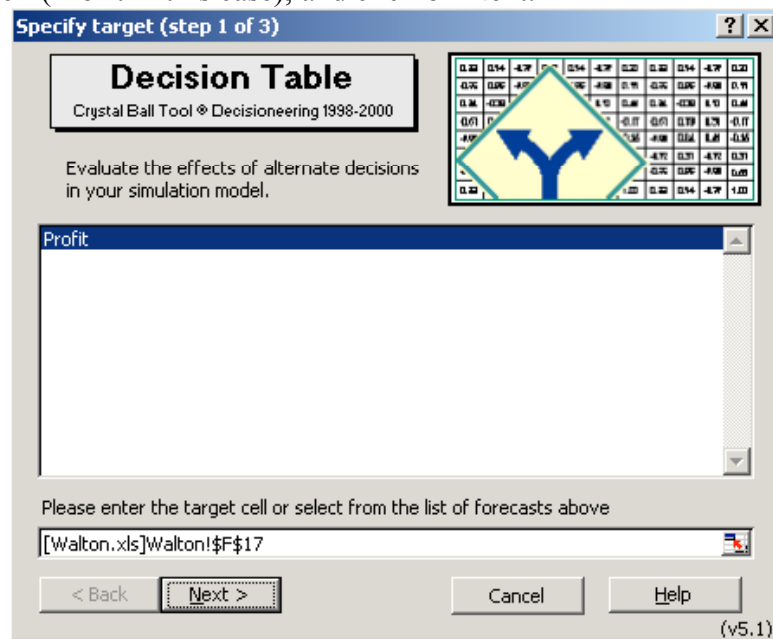 Specify target (step 1 of 3)
Decision Table
Crystal Ball Tool ® Decisioneering 1998-2000
Evaluate the effects of alternate decisions
in your simulation model.
Profit
Please enter the target cell or select from the list of forecasts above
[Walton.xls]Walton!$F$17
< Back
Next >
Cancel
Help
(v5.1)